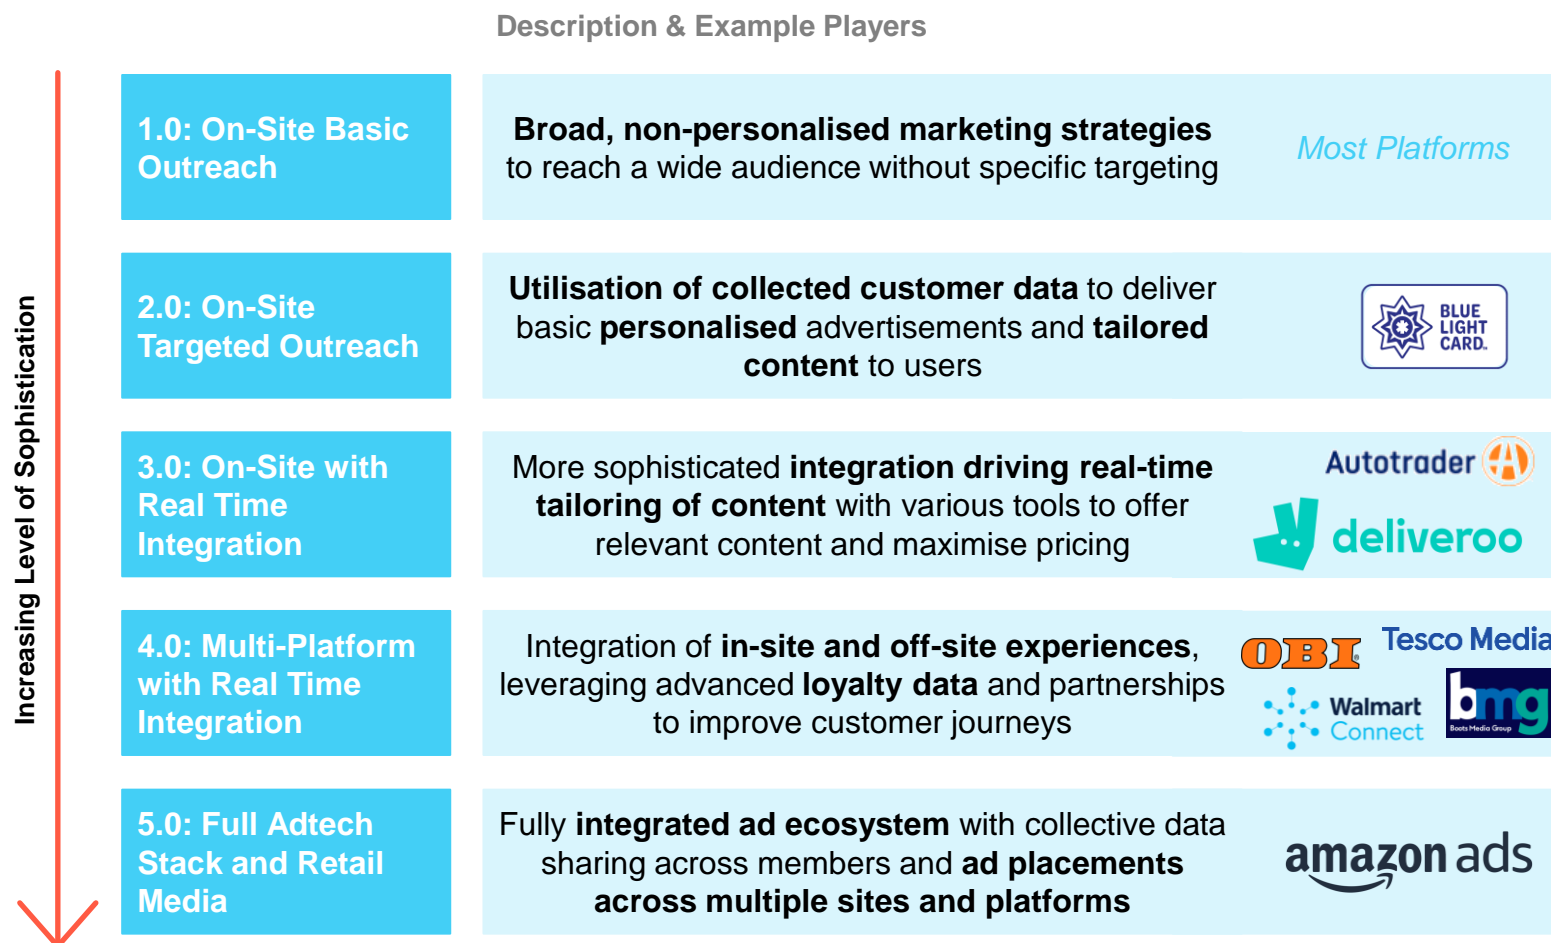 Description & Example Players
Increasing Level of Sophistication
1.0: On-Site Basic
Outreach
Broad, non-personalised marketing strategies
to reach a wide audience without specific targeting
Most Platforms
2.0: On-Site
Targeted Outreach
Utilisation of collected customer data to deliver
basic personalised advertisements and tailored
content to users
BLUE
LIGHT
CARD™
3.0: On-Site with
Real Time
Integration
More sophisticated integration driving real-time
tailoring of content with various tools to offer
relevant content and maximise pricing
Autotrader
deliveroo
4.0: Multi-Platform
with Real Time
Integration
Integration of in-site and off-site experiences,
leveraging advanced loyalty data and partnerships
to improve customer journeys
OBI®
Tesco Media
Walmart
Connect
bmg
Boots Media Group
5.0: Full Adtech
Stack and Retail
Media
Fully integrated ad ecosystem with collective data
sharing across members and ad placements
across multiple sites and platforms
amazon ads